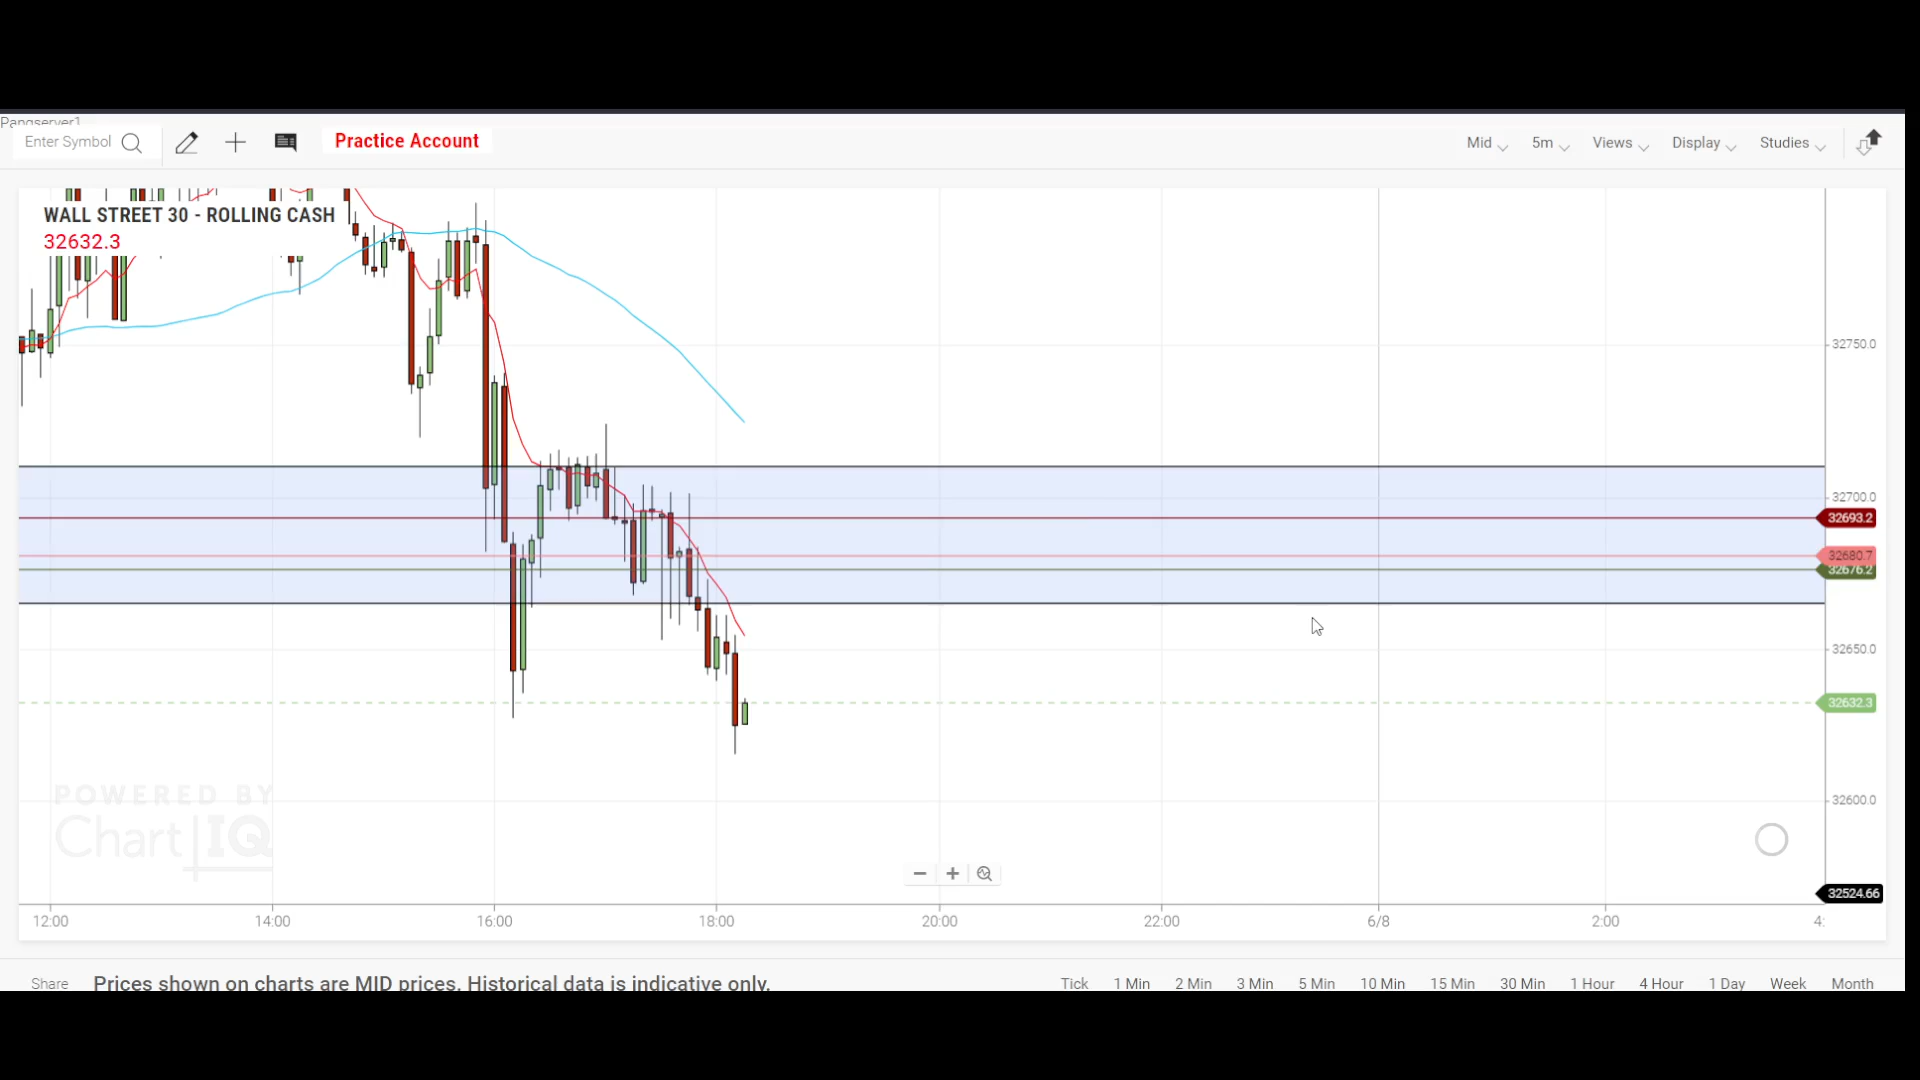 Pangserver1
Enter Symbol
Practice Account
Mid
5m
Views
Display
Studies
WALL STREET 30 - ROLLING CASH
32632.3
32750.0
32700.0
32693.2
32680.7
32676.2
32650.0
32632.3
32600.0
POWERED BY
Chart IQ
32524.66
12:00 14:00 16:00 18:00 20:00 22:00 6/8 2:00 4:
Share Prices shown on charts are MID prices. Historical data is indicative only. Tick 1 Min 2 Min 3 Min 5 Min 10 Min 15 Min 30 Min 1 Hour 4 Hour 1 Day Week Month